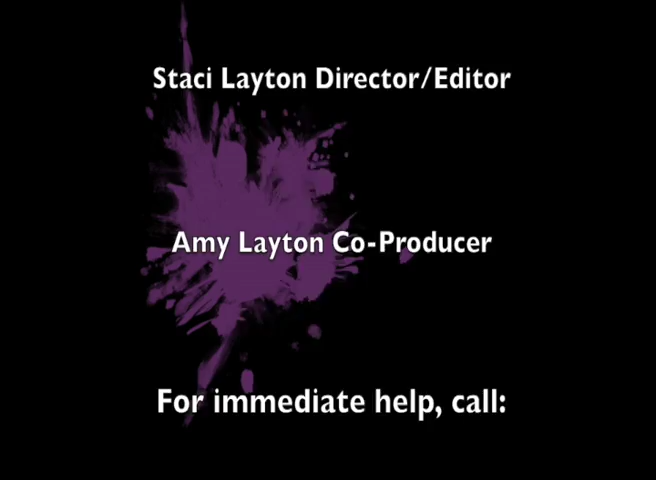 Staci Layton Director/Editor
Amy Layton Co-Producer
For immediate help, call: